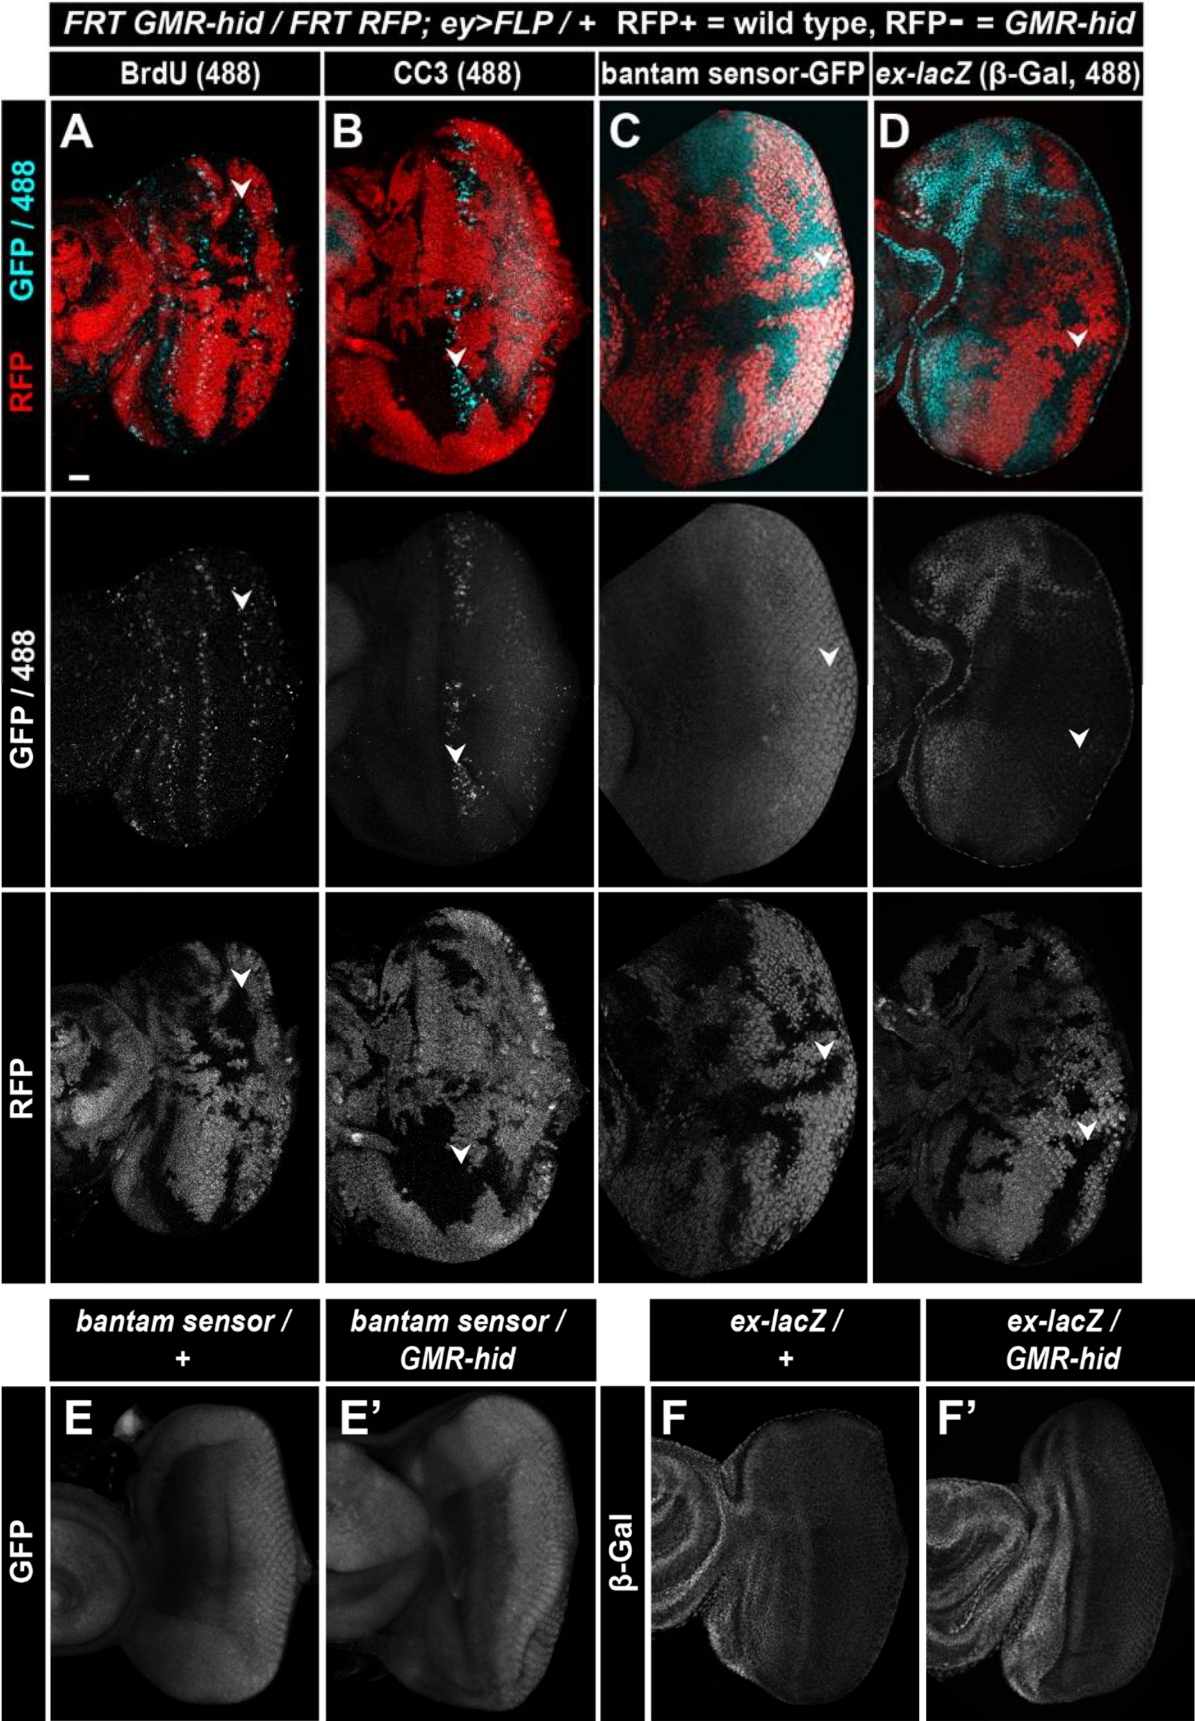 FRT GMR-hid / FRT RFP; ey>FLP / + RFP+ = wild type, RFP- = GMR-hid
BrdU (488) CC3 (488) bantam sensor-GFP ex-lacZ (β-Gal, 488)
A B C D
RFP GFP / 488
GFP / 488
RFP
bantam sensor / +
bantam sensor / GMR-hid
ex-lacZ / +
ex-lacZ / GMR-hid
E E’ F F’
GFP
β-Gal